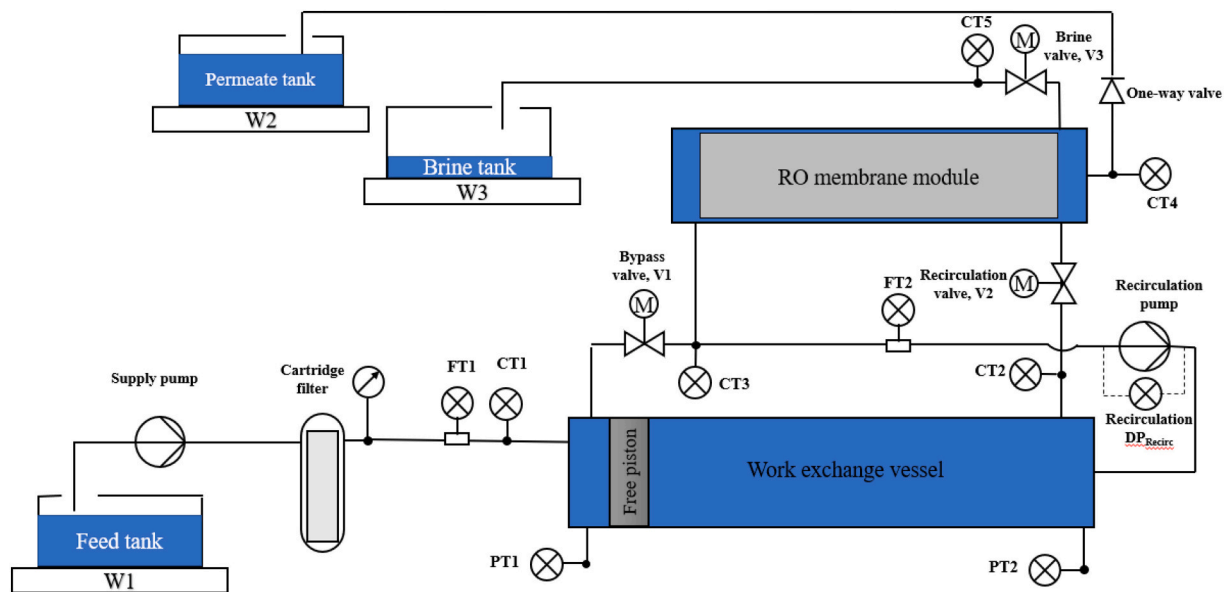 CT5
M
Brine
valve, V3
Permeate tank
W2
One-way valve
Brine tank
W3
RO membrane module
CT4
Bypass
valve, V1
M
FT2
Recirculation
valve, V2
M
Recirculation
pump
Supply pump
Cartridge
filter
FT1
CT1
CT3
CT2
Recirculation
DPRecirc
Free piston
Work exchange vessel
Feed tank
W1
PT1
PT2